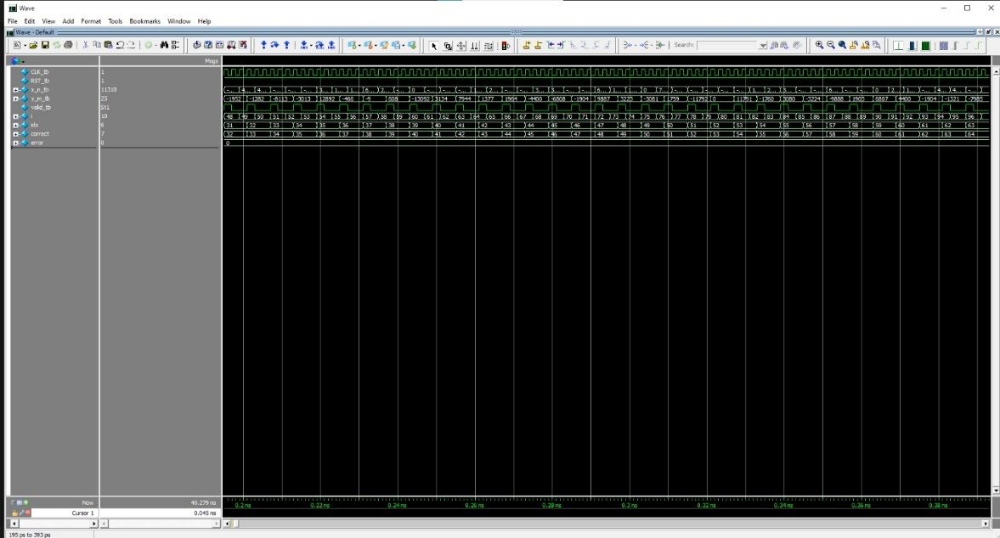 Wave
File Edit View Add Format Tools Bookmarks Window Help
Wave - Default
Search:
Msgs
CLK_tb 1
RST_tb 1
x_n_tb 11310
y_m_tb 25
valid_tb St1
i 10
idx 6
correct 7
error 0
-1952 -1282 -8113 -3013 12892 -466 -9 608 -13092 3134 7944 1377 1964 -4400 -6808 -1904 9887 3223 -3081 1759 -11792 0 11791 -1760 3080 -3224 -9888 1903 6807 4400 -1904 -1321 -7985
48 49 50 51 52 53 54 55 56 57 58 59 60 61 62 63 64 65 66 67 68 69 70 71 72 73 74 75 76 77 78 79 80 81 82 83 84 85 86 87 88 89 90 91 92 93 94 95 96
31 32 33 34 35 36 37 38 39 40 41 42 43 44 45 46 47 48 49 50 51 52 53 54 55 56 57 58 59 60 61 62 63
32 33 34 35 36 37 38 39 40 41 42 43 44 45 46 47 48 49 50 51 52 53 54 55 56 57 58 59 60 61 62 63 64
0
Now 40.279 ns
Cursor 1 0.045 ns
0.2 ns 0.22 ns 0.24 ns 0.26 ns 0.28 ns 0.3 ns 0.32 ns 0.34 ns 0.36 ns 0.38 ns
195 ps to 393 ps